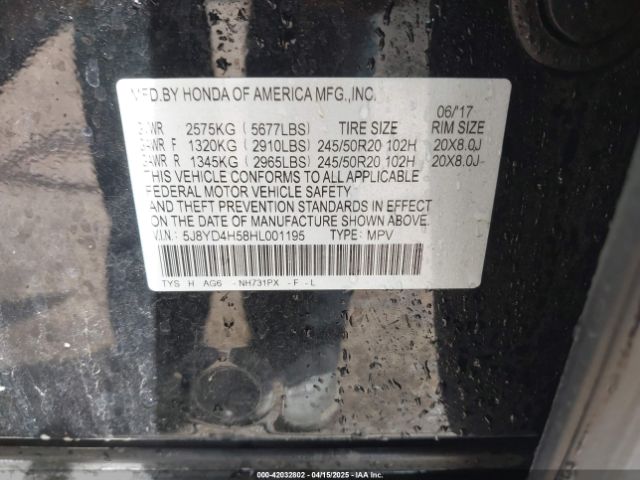 MFD.BY HONDA OF AMERICA MFG.,INC.
06/'17
GVWR 2575KG ( 5677LBS) TIRE SIZE RIM SIZE
GAWR F 1320KG ( 2910LBS) 245/50R20 102H 20X8.0J
GAWR R 1345KG ( 2965LBS) 245/50R20 102H 20X8.0J-
THIS VEHICLE CONFORMS TO ALL APPLICABLE
FEDERAL MOTOR VEHICLE SAFETY
AND THEFT PREVENTION STANDARDS IN EFFECT
ON THE DATE OF MANUFACTURE SHOWN ABOVE.
V.I.N.: 5J8YD4H58HL001195 TYPE: MPV
TYS H AG6 -NH731PX -F -L
000-42032802 04/15/2025 IAAI.COM